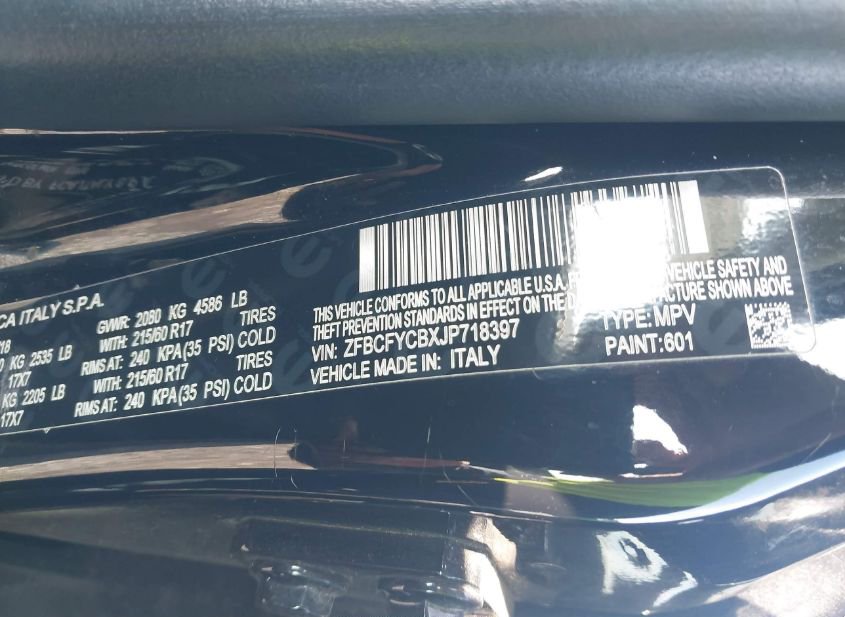 CA ITALY S.P.A.
18
GVWR: 2080 KG 4586 LB
KG 2535 LB WITH: 215/60 R17 TIRES
17X7 RIMS AT: 240 KPA(35 PSI) COLD
KG 2205 LB WITH: 215/60 R17 TIRES
17X7 RIMS AT: 240 KPA(35 PSI) COLD
THIS VEHICLE CONFORMS TO ALL APPLICABLE U.S.A. VEHICLE SAFETY AND
THEFT PREVENTION STANDARDS IN EFFECT ON THE SHOWN ABOVE
VIN: ZFBCFYCBXJP718397 TYPE: MPV
VEHICLE MADE IN: ITALY PAINT:601